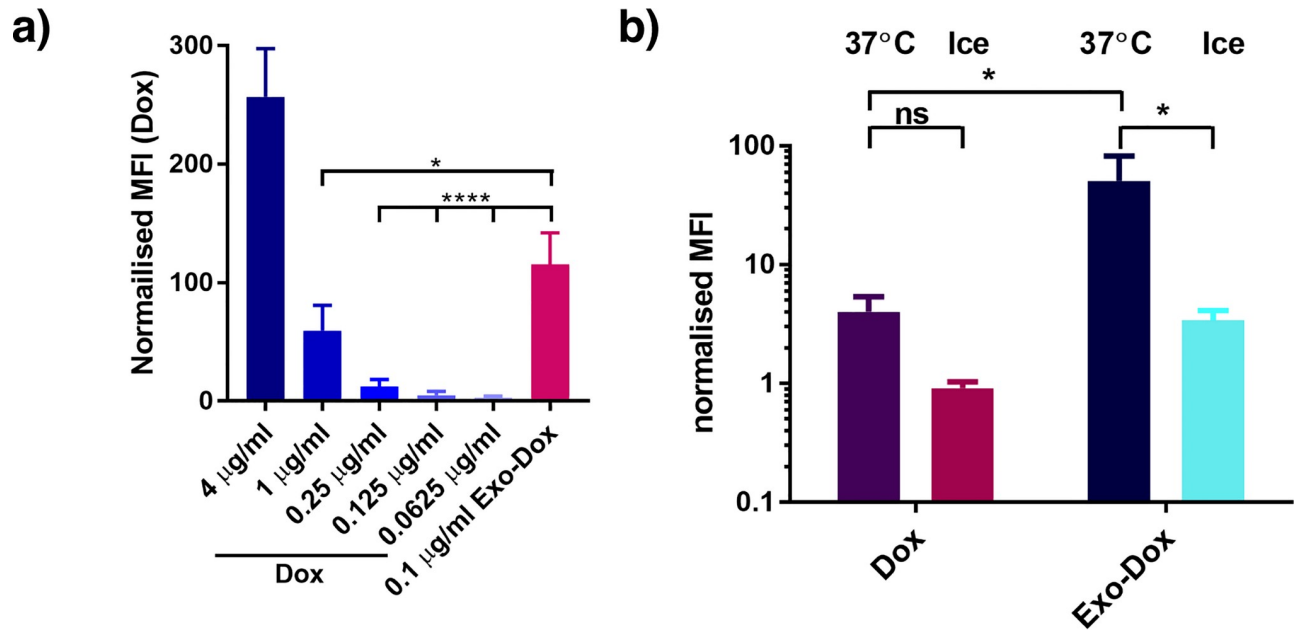 a)
Normailised MFI (Dox)
300
200
100
0
*
****
4 µg/ml
1 µg/ml
0.25 µg/ml
0.125 µg/ml
0.0625 µg/ml
0.1 µg/ml Exo-Dox
Dox
b)
37°C Ice 37°C Ice
*
ns
*
normalised MFI
100
10
1
0.1
Dox
Exo-Dox